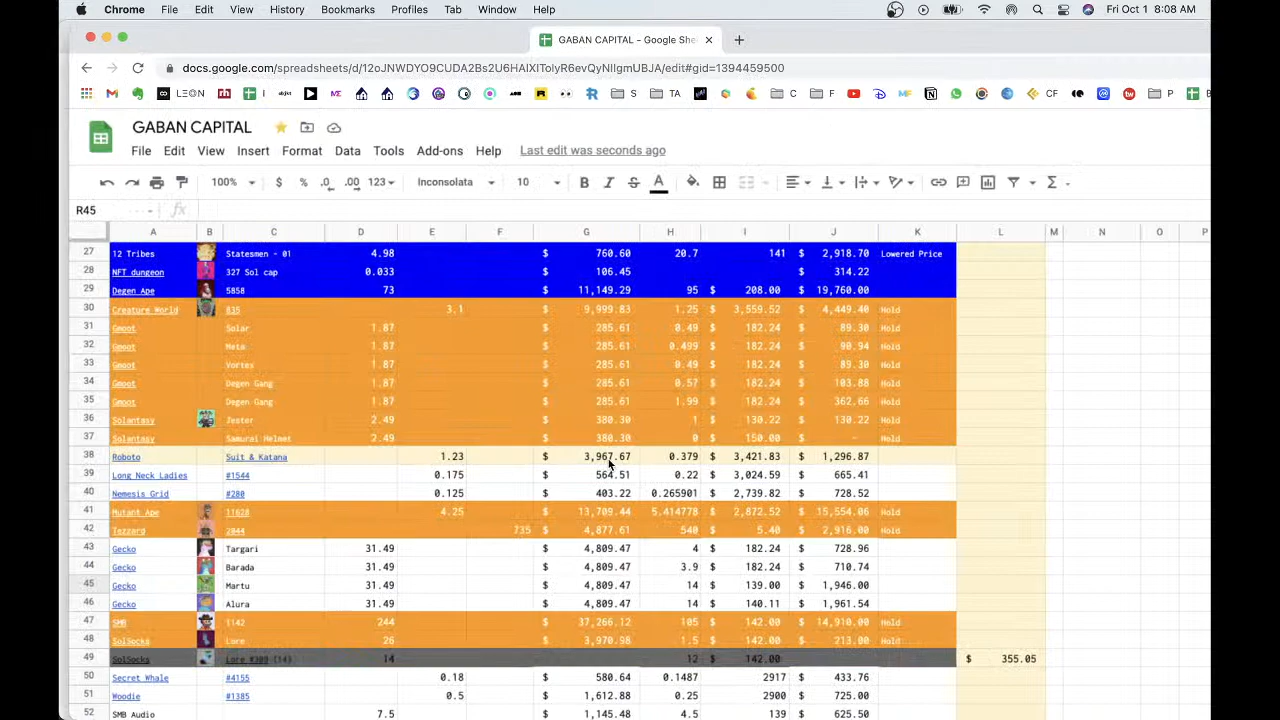 Chrome File Edit View History Bookmarks Profiles Tab Window Help Fri Oct 1 8:08 AM
GABAN CAPITAL - Google She
docs.google.com/spreadsheets/d/12oJNWDYO9CUDA2Bs2U6HAIXITolyR6evQyNIIgmUBJA/edit#gid=1394459500
LEON I S TA C F CF P
GABAN CAPITAL
File Edit View Insert Format Data Tools Add-ons Help Last edit was seconds ago
100% $ % .0 .00 123 Inconsolata 10 B I S A
R45 fx
A B C D E F G H I J K L M N O P
27 12 Tribes Statesmen - 01 4.98 $ 760.60 20.7 141 $ 2,918.70 Lowered Price
28 NFT dungeon 327 Sol cap 0.033 $ 106.45 $ 314.22
29 Degen Ape 5858 73 $ 11,149.29 95 $ 208.00 $ 19,760.00
30 Creature World 835 3.1 $ 9,999.83 1.25 $ 3,559.52 $ 4,449.40 Hold
31 Gmoot Solar 1.87 $ 285.61 0.49 $ 182.24 $ 89.30 Hold
32 Gmoot Meta 1.87 $ 285.61 0.499 $ 182.24 $ 90.94 Hold
33 Gmoot Vortex 1.87 $ 285.61 0.49 $ 182.24 $ 89.30 Hold
34 Gmoot Degen Gang 1.87 $ 285.61 0.57 $ 182.24 $ 103.88 Hold
35 Gmoot Degen Gang 1.87 $ 285.61 1.99 $ 182.24 $ 362.66 Hold
36 Solantasy Jester 2.49 $ 380.30 1 $ 130.22 $ 130.22 Hold
37 Solantasy Samurai Helmet 2.49 $ 380.30 0 $ 150.00 $ - Hold
38 Roboto Suit & Katana 1.23 $ 3,967.67 0.379 $ 3,421.83 $ 1,296.87
39 Long Neck Ladies #1544 0.175 $ 564.51 0.22 $ 3,024.59 $ 665.41
40 Nemesis Grid #280 0.125 $ 403.22 0.265901 $ 2,739.82 $ 728.52
41 Mutant Ape 11628 4.25 $ 13,709.44 5.414778 $ 2,872.52 $ 15,554.06 Hold
42 Tezzard 2844 735 $ 4,877.61 540 $ 5.40 $ 2,916.00 Hold
43 Gecko Targari 31.49 $ 4,809.47 4 $ 182.24 $ 728.96
44 Gecko Barada 31.49 $ 4,809.47 3.9 $ 182.24 $ 710.74
45 Gecko Martu 31.49 $ 4,809.47 14 $ 139.00 $ 1,946.00
46 Gecko Alura 31.49 $ 4,809.47 14 $ 140.11 $ 1,961.54
47 SMB 1142 244 $ 37,266.12 105 $ 142.00 $ 14,910.00 Hold
48 SolSocks Lore 26 $ 3,970.98 1.5 $ 142.00 $ 213.00 Hold
49 SolSocks Lore #309 (14) 14 12 $ 142.00 $ 355.05
50 Secret Whale #4155 0.18 $ 580.64 0.1487 2917 $ 433.76
51 Woodie #1385 0.5 $ 1,612.88 0.25 2900 $ 725.00
52 SMB Audio 7.5 $ 1,145.48 4.5 139 $ 625.50